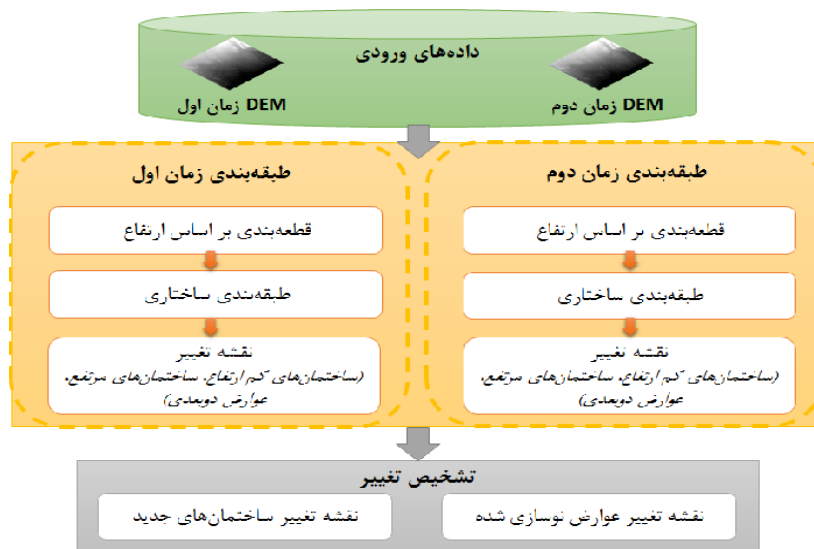 داده‌های ورودی
DEM زمان دوم
DEM زمان اول
طبقه‌بندی زمان دوم
قطعه‌بندی بر اساس ارتفاع
طبقه‌بندی ساختاری
نقشه تغییر
(ساختمان‌های کم ارتفاع، ساختمان‌های مرتفع،
عوارض دوبعدی)
طبقه‌بندی زمان اول
قطعه‌بندی بر اساس ارتفاع
طبقه‌بندی ساختاری
نقشه تغییر
(ساختمان‌های کم ارتفاع، ساختمان‌های مرتفع،
عوارض دوبعدی)
تشخیص تغییر
نقشه تغییر عوارض نوسازی شده
نقشه تغییر ساختمان‌های جدید